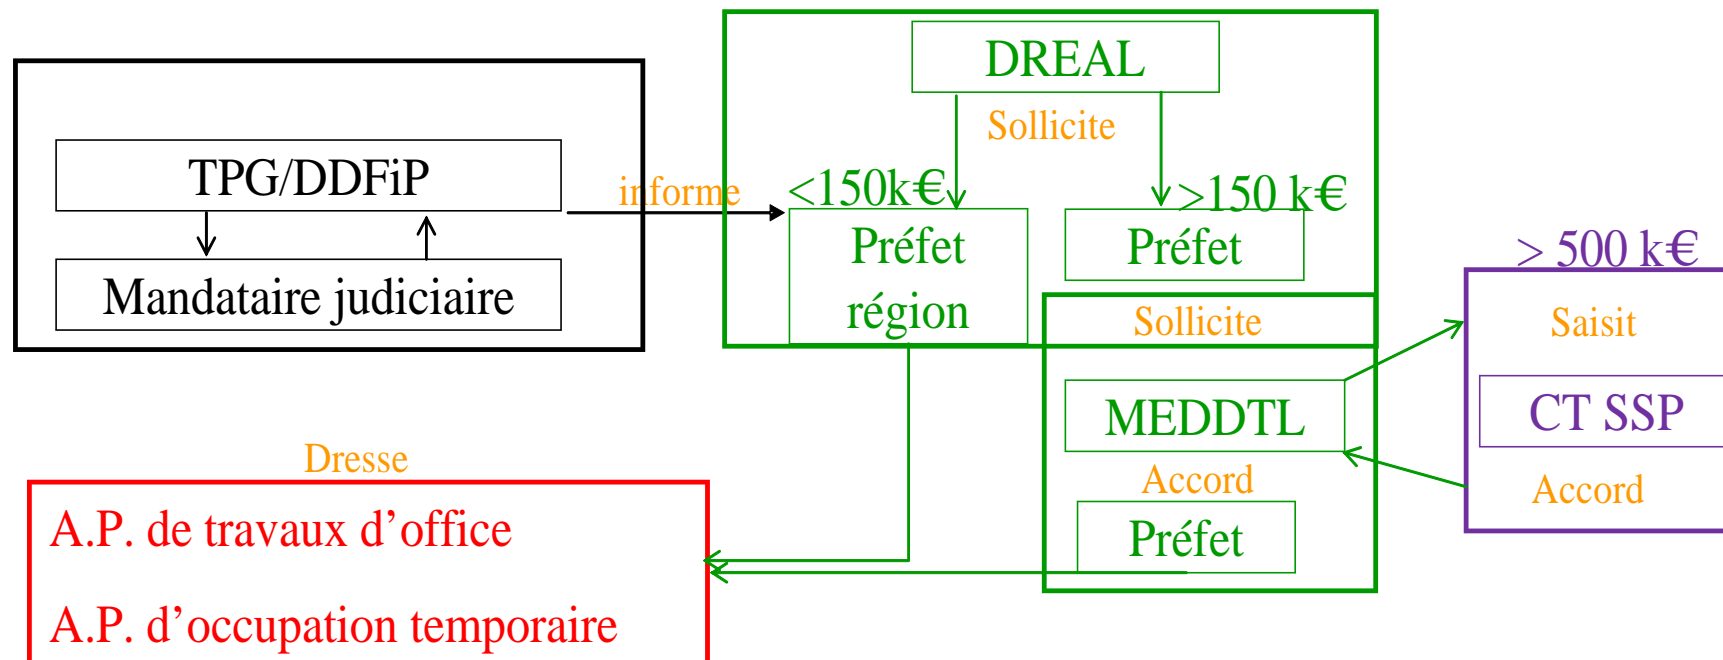 DREAL
Sollicite
TPG/DDFiP
informe
<150k€
>150 k€
Préfet
région
Préfet
Mandataire judiciaire
> 500 k€
Sollicite
Saisit
MEDDTL
CT SSP
Accord
Accord
Préfet
Dresse
A.P. de travaux d’office
A.P. d’occupation temporaire